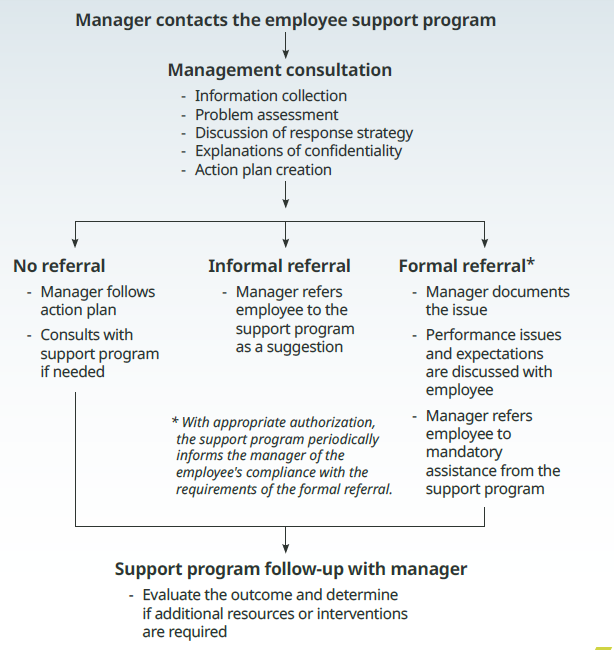 Manager contacts the employee support program
Management consultation
- Information collection
- Problem assessment
- Discussion of response strategy
- Explanations of confidentiality
- Action plan creation
No referral
- Manager follows
action plan
- Consults with
support program
if needed
Informal referral
- Manager refers
employee to the
support program
as a suggestion
Formal referral*
- Manager documents
the issue
- Performance issues
and expectations
are discussed with
employee
- Manager refers
employee to
mandatory
assistance from the
support program
* With appropriate authorization,
the support program periodically
informs the manager of the
employee's compliance with the
requirements of the formal referral.
Support program follow-up with manager
- Evaluate the outcome and determine
if additional resources or interventions
are required